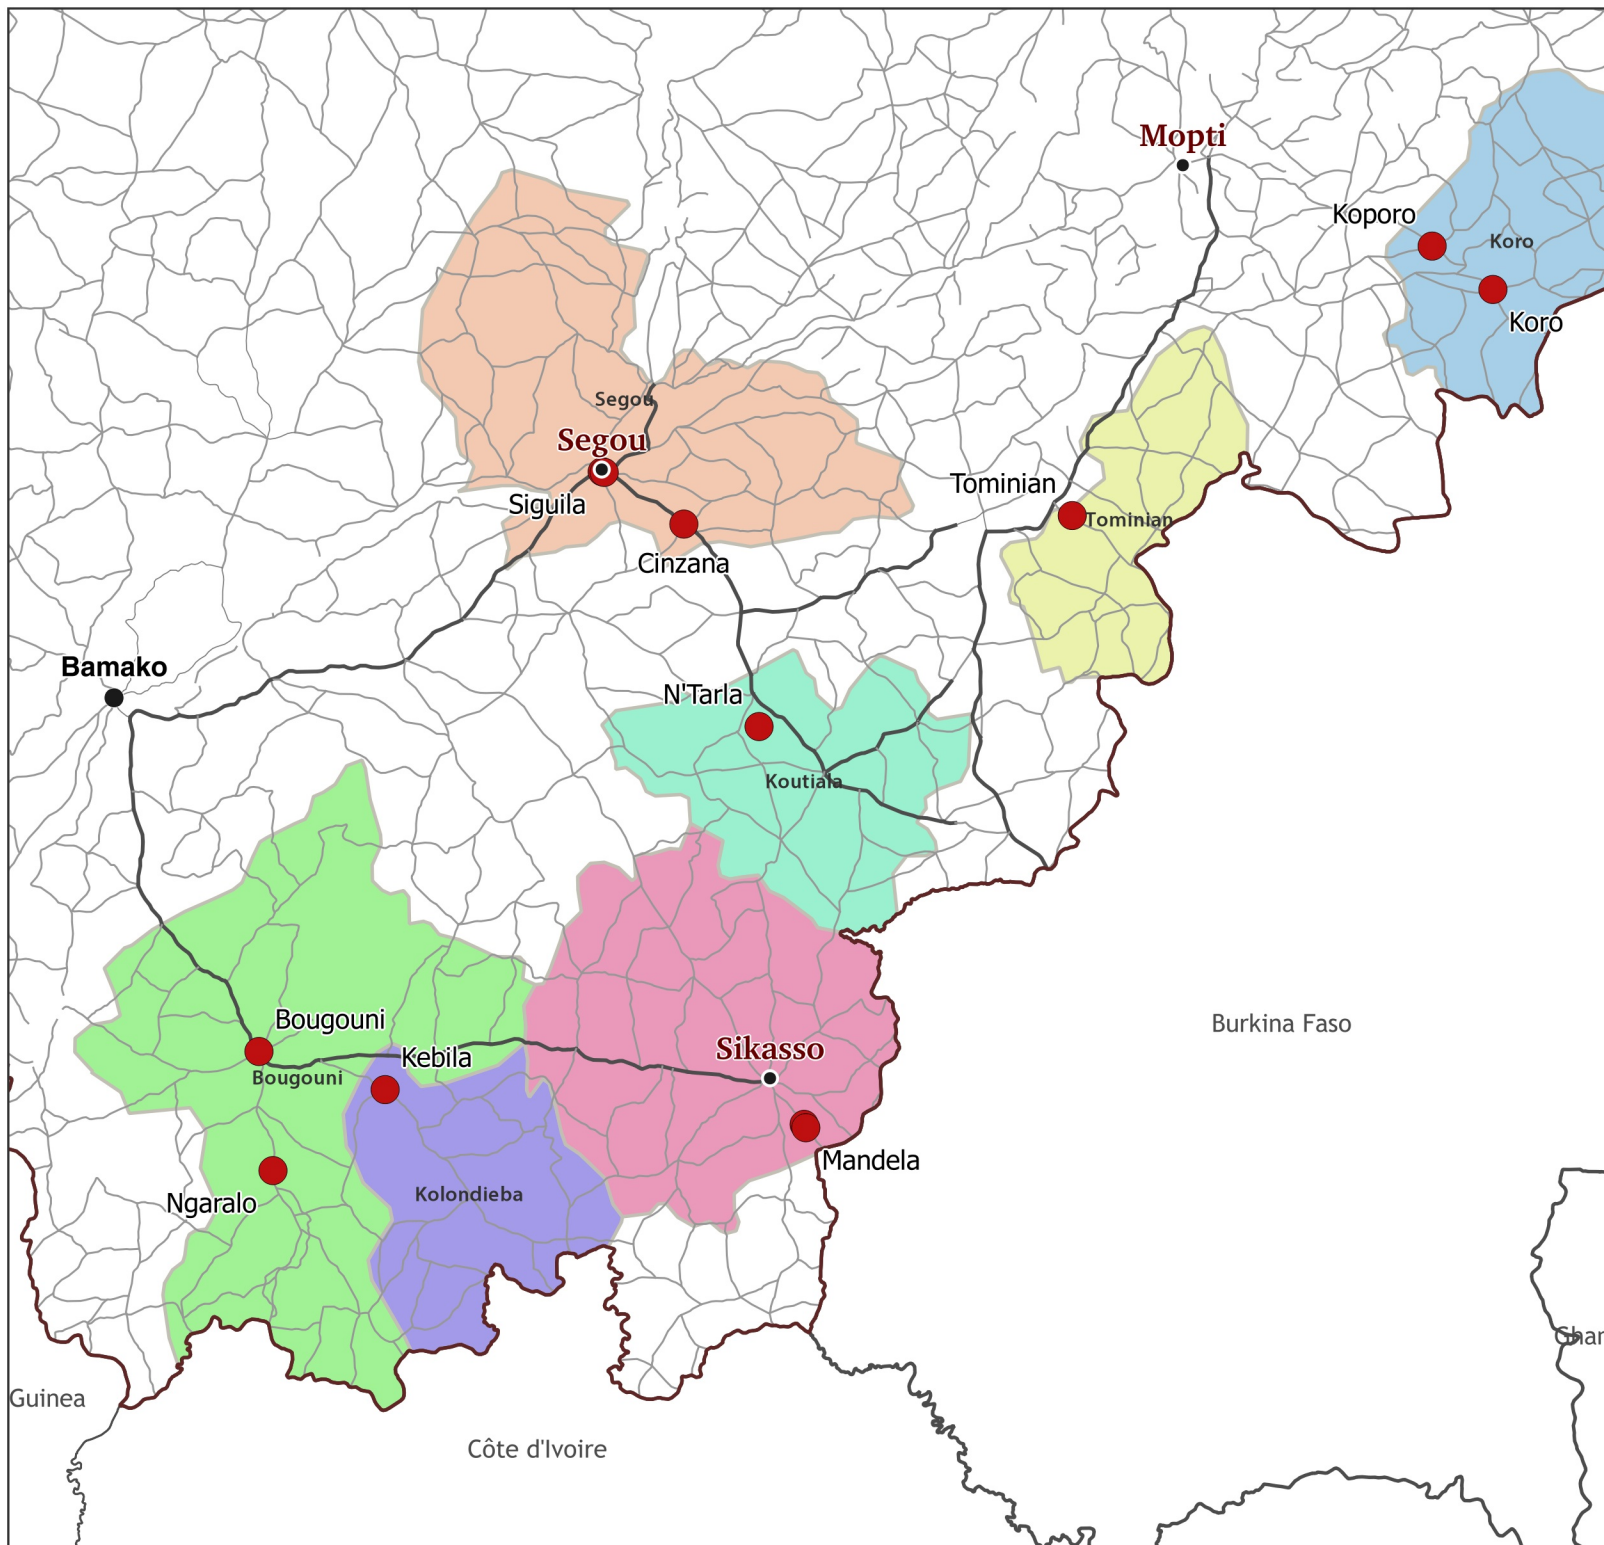 Mopti
Koporo
Koro
Koro
Segou
Segou
Siguila
Tominian
Tominian
Cinzana
Bamako
N'Tarla
Koutiala
Bougouni
Burkina Faso
Sikasso
Kebila
Bougouni
Mandela
Kolondieba
Ngaralo
Guinea
Côte d'Ivoire